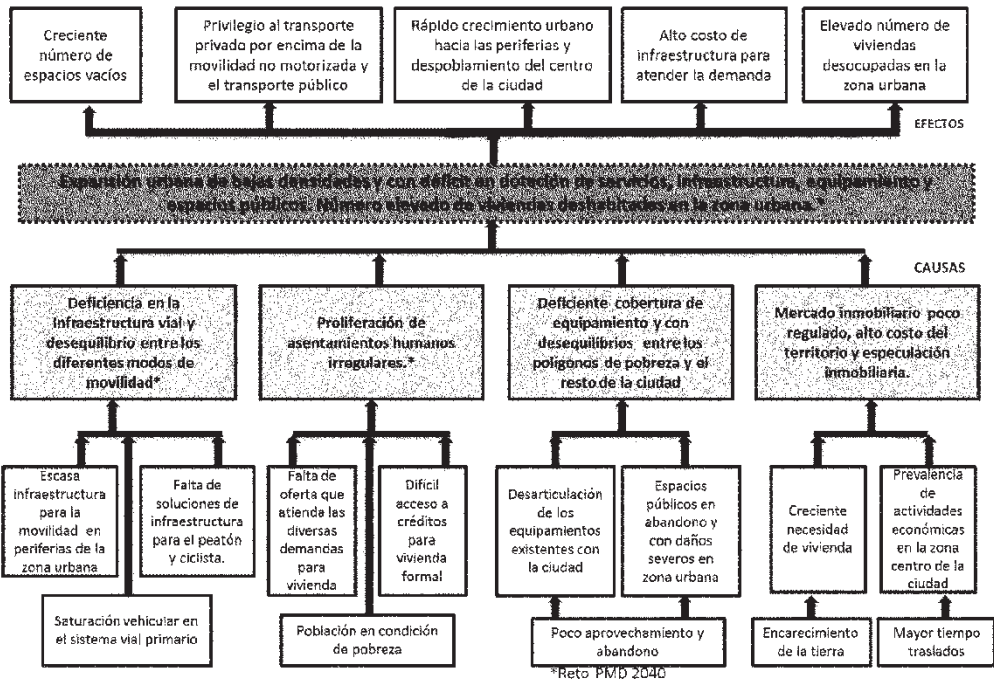 Creciente
número de
espacios vacíos
Privilegio al transporte
privado por encima de la
movilidad no motorizada y
el transporte público
Rápido crecimiento urbano
hacia las periferias y
despoblamiento del centro
de la ciudad
Alto costo de
infraestructura para
atender la demanda
Elevado número de
viviendas
desocupadas en la
zona urbana
EFECTOS
Expansión urbana de bajas densidades y con déficit en dotación de servicios, infraestructura, equipamiento y
espacios públicos. Número elevado de viviendas deshabitadas en la zona urbana.*
CAUSAS
Deficiencia en la
infraestructura vial y
desequilibrio entre los
diferentes modos de
movilidad*
Proliferación de
asentamientos humanos
irregulares.*
Deficiente cobertura de
equipamiento y con
desequilibrios entre los
polígonos de pobreza y el
resto de la ciudad
Mercado inmobiliario poco
regulado, alto costo del
territorio y especulación
inmobiliaria.
Escasa
infraestructura
para la
movilidad en
periferias de la
zona urbana
Falta de
soluciones de
infraestructura
para el peatón
y ciclista.
Falta de
oferta que
atienda las
diversas
demandas
para
vivienda
Difícil
acceso a
créditos
para
vivienda
formal
Desarticulación
de los
equipamientos
existentes con
la ciudad
Espacios
públicos en
abandono y
con daños
severos en
zona urbana
Creciente
necesidad
de vivienda
Prevalencia
de
actividades
económicas
en la zona
centro de la
ciudad
Saturación vehicular en
el sistema vial primario
Población en condición
de pobreza
Poco aprovechamiento y
abandono
Encarecimiento
de la tierra
Mayor tiempo
traslados
*Reto PMD 2040